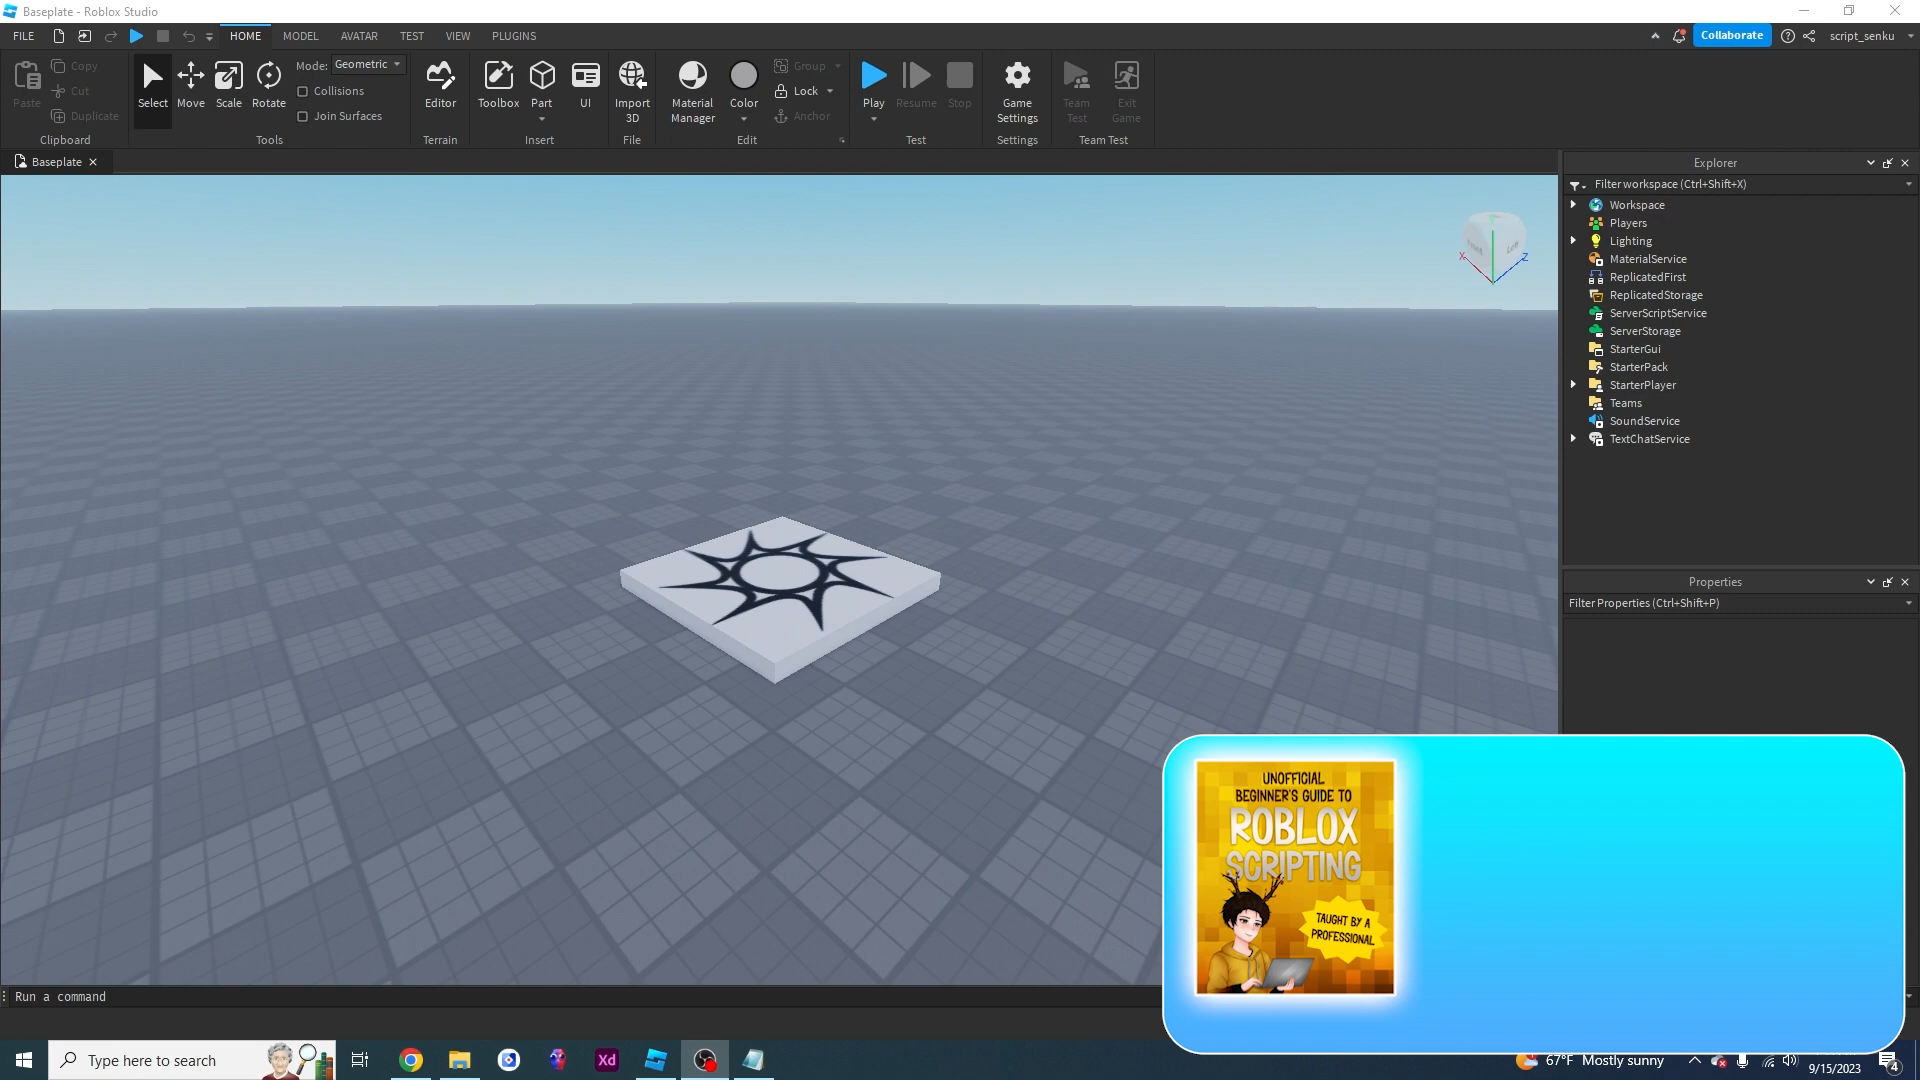 Baseplate - Roblox Studio
FILE HOME MODEL AVATAR TEST VIEW PLUGINS
Collaborate script_senku
Paste
Copy
Cut
Duplicate
Clipboard
Select Move Scale Rotate
Mode: Geometric
Collisions
Join Surfaces
Tools
Editor
Terrain
Toolbox Part UI
Insert
Import
3D
File
Material
Manager
Color
Group
Lock
Anchor
Edit
Play Resume Stop
Test
Game
Settings
Settings
Team
Test
Exit
Game
Team Test
Baseplate
Explorer
Filter workspace (Ctrl+Shift+X)
Workspace
Players
Lighting
MaterialService
ReplicatedFirst
ReplicatedStorage
ServerScriptService
ServerStorage
StarterGui
StarterPack
StarterPlayer
Teams
SoundService
TextChatService
X
Z
Properties
Filter Properties (Ctrl+Shift+P)
UNOFFICIAL
BEGINNER'S GUIDE TO
ROBLOX
SCRIPTING
TAUGHT BY A
PROFESSIONAL
Run a command
Type here to search
Xd
67°F Mostly sunny
9/15/2023
4